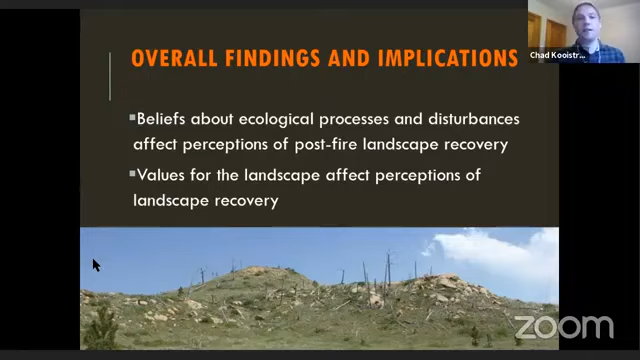 OVERALL FINDINGS AND IMPLICATIONS
Chad Kooistr...
▪Beliefs about ecological processes and disturbances
affect perceptions of post-fire landscape recovery
▪Values for the landscape affect perceptions of
landscape recovery
zoom